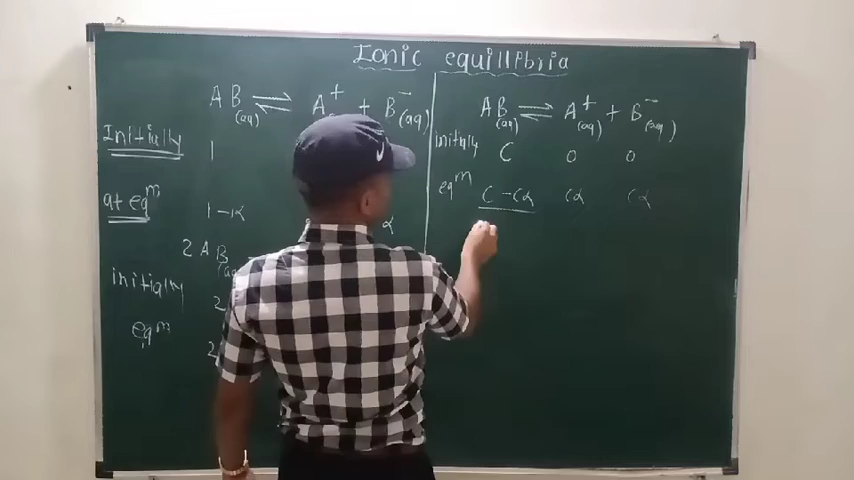 Ionic equilibria
AB(aq) ⇌ A⁺ + B⁻(aq)
Initially 1
at eqᵐ 1-α α
2AB
initially 2
eqᵐ 2
AB(aq) ⇌ A⁺(aq) + B⁻(aq)
initially C 0 0
eqᵐ C-Cα Cα Cα